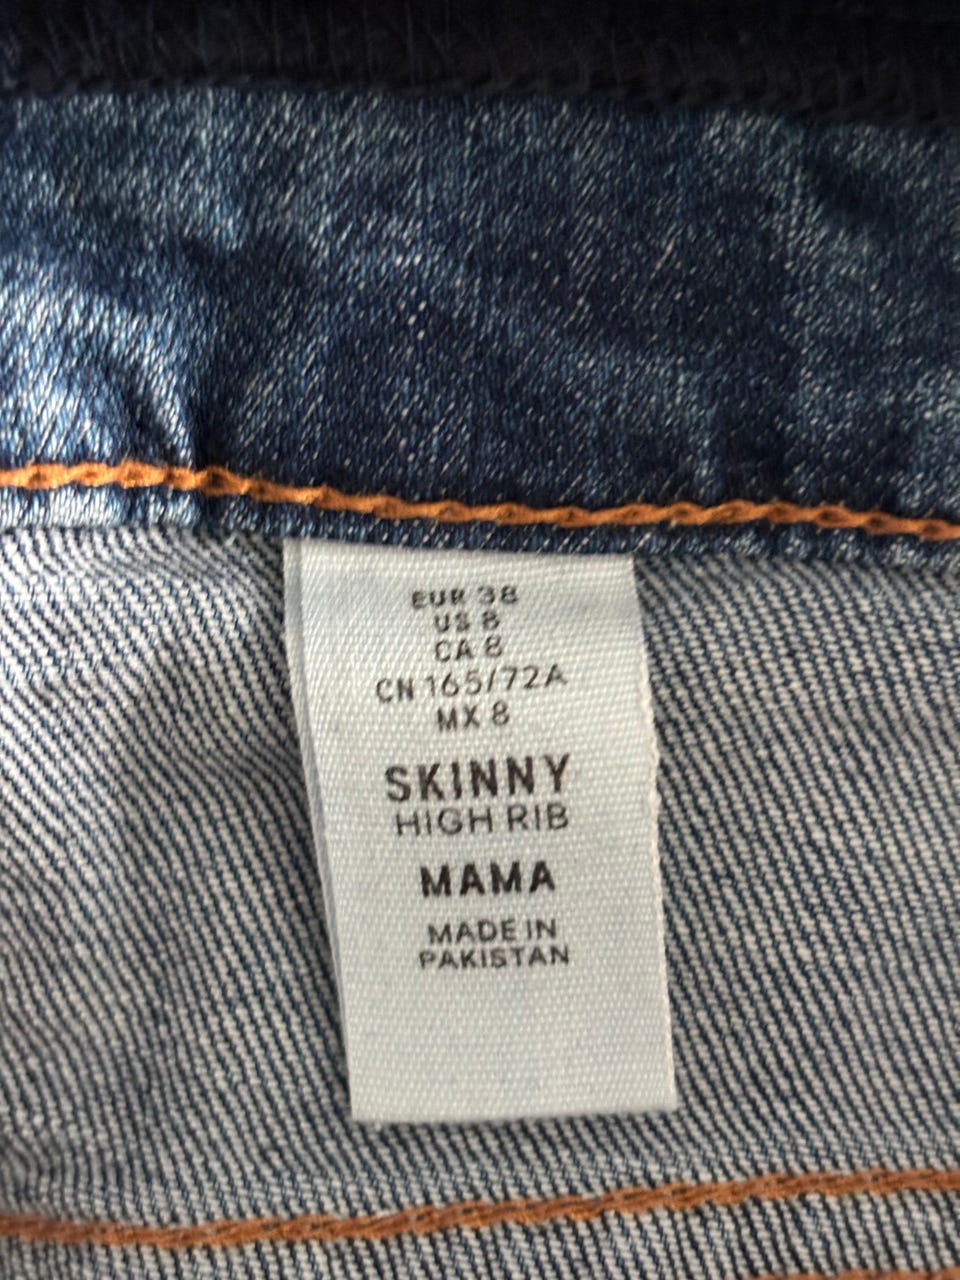 EUR 38
US 8
CA 8
CN 165/72A
MX 8
SKINNY
HIGH RIB
MAMA
MADE IN
PAKISTAN